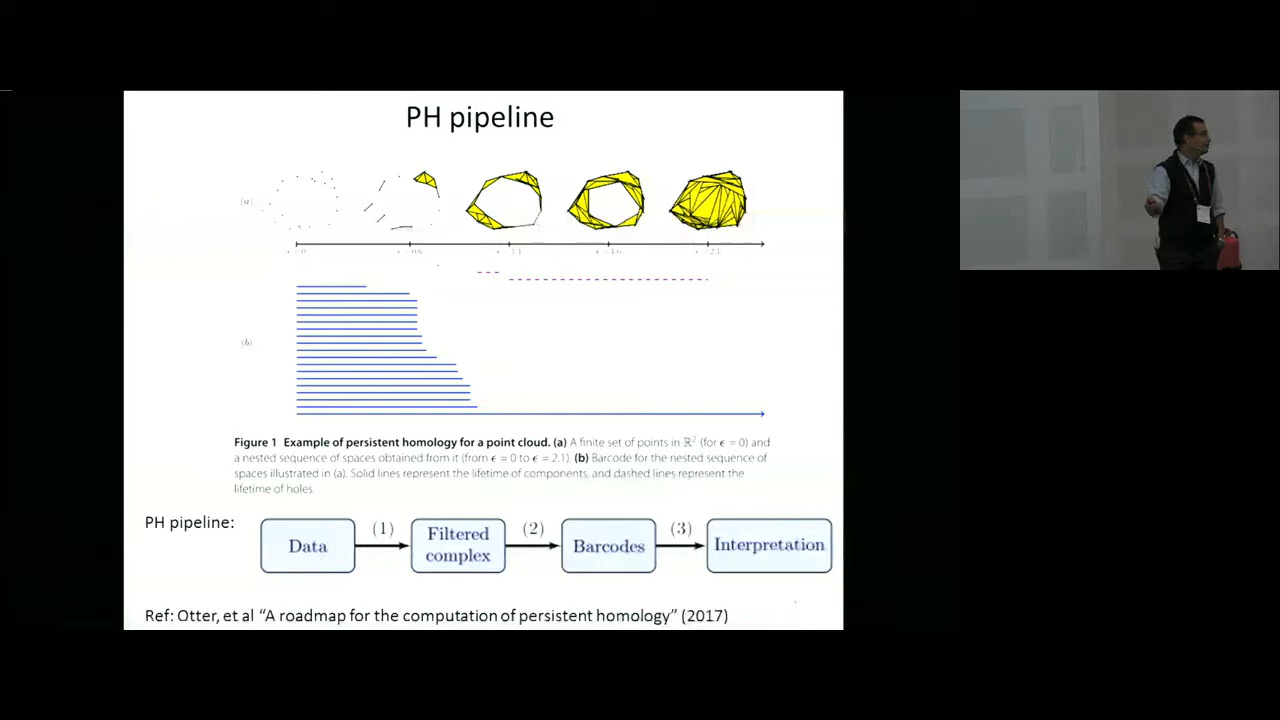 PH pipeline
(a)
(b)
Figure 1 Example of persistent homology for a point cloud. (a) A finite set of points in ℝ² (for ϵ = 0) and
a nested sequence of spaces obtained from it (from ϵ = 0 to ϵ = 2.1). (b) Barcode for the nested sequence of
spaces illustrated in (a). Solid lines represent the lifetime of components, and dashed lines represent the
lifetime of holes.
PH pipeline:
Data
(1)
Filtered
complex
(2)
Barcodes
(3)
Interpretation
Ref: Otter, et al “A roadmap for the computation of persistent homology” (2017)